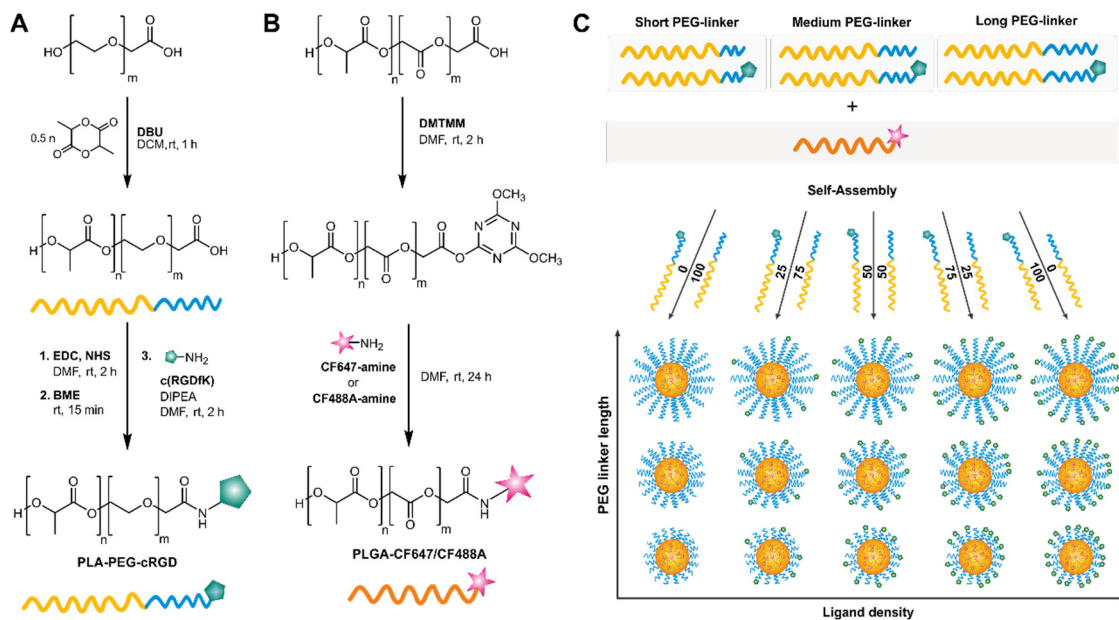 A
HO
O
O
OH
m
0.5 n
O
O
O
O
DBU
DCM,rt, 1 h
H
O
O
O
O
O
OH
n
m
1. EDC, NHS
DMF, rt, 2 h
2. BME
rt, 15 min
3.
NH2
c(RGDfK)
DIPEA
DMF, rt, 2 h
H
O
O
O
O
O
N
H
n
m
PLA-PEG-cRGD
B
H
O
O
O
O
O
O
OH
n
m
DMTMM
DMF, rt, 2 h
H
O
O
O
O
O
O
O
n
m
N
N
N
OCH3
OCH3
NH2
CF647-amine
or
CF488A-amine
DMF, rt, 24 h
H
O
O
O
O
O
O
N
H
n
m
PLGA-CF647/CF488A
C
Short PEG-linker
Medium PEG-linker
Long PEG-linker
+
Self-Assembly
0
100
25
75
50
50
75
25
100
0
PEG linker length
Ligand density